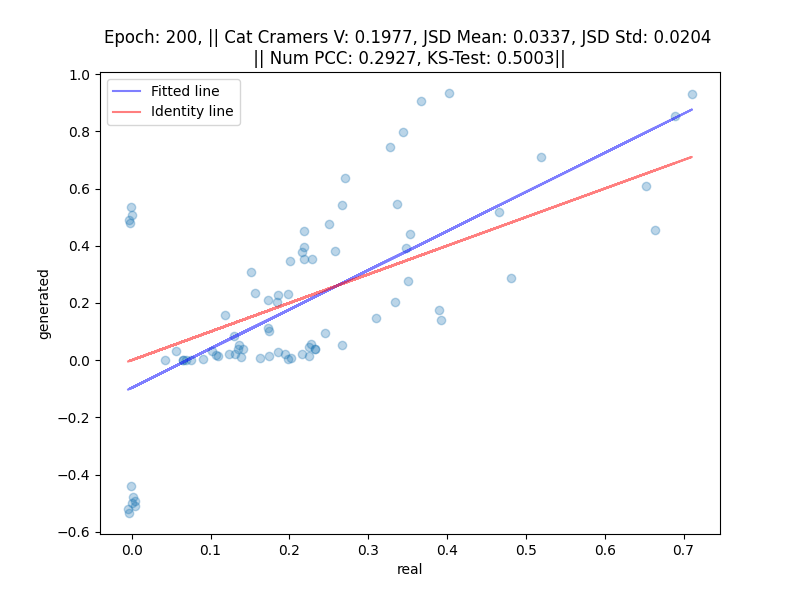 Epoch: 200, || Cat Cramers V: 0.1977, JSD Mean: 0.0337, JSD Std: 0.0204
|| Num PCC: 0.2927, KS-Test: 0.5003||
Fitted line
Identity line
1.0
0.8
0.6
0.4
0.2
0.0
−0.2
−0.4
−0.6
generated
0.0 0.1 0.2 0.3 0.4 0.5 0.6 0.7
real